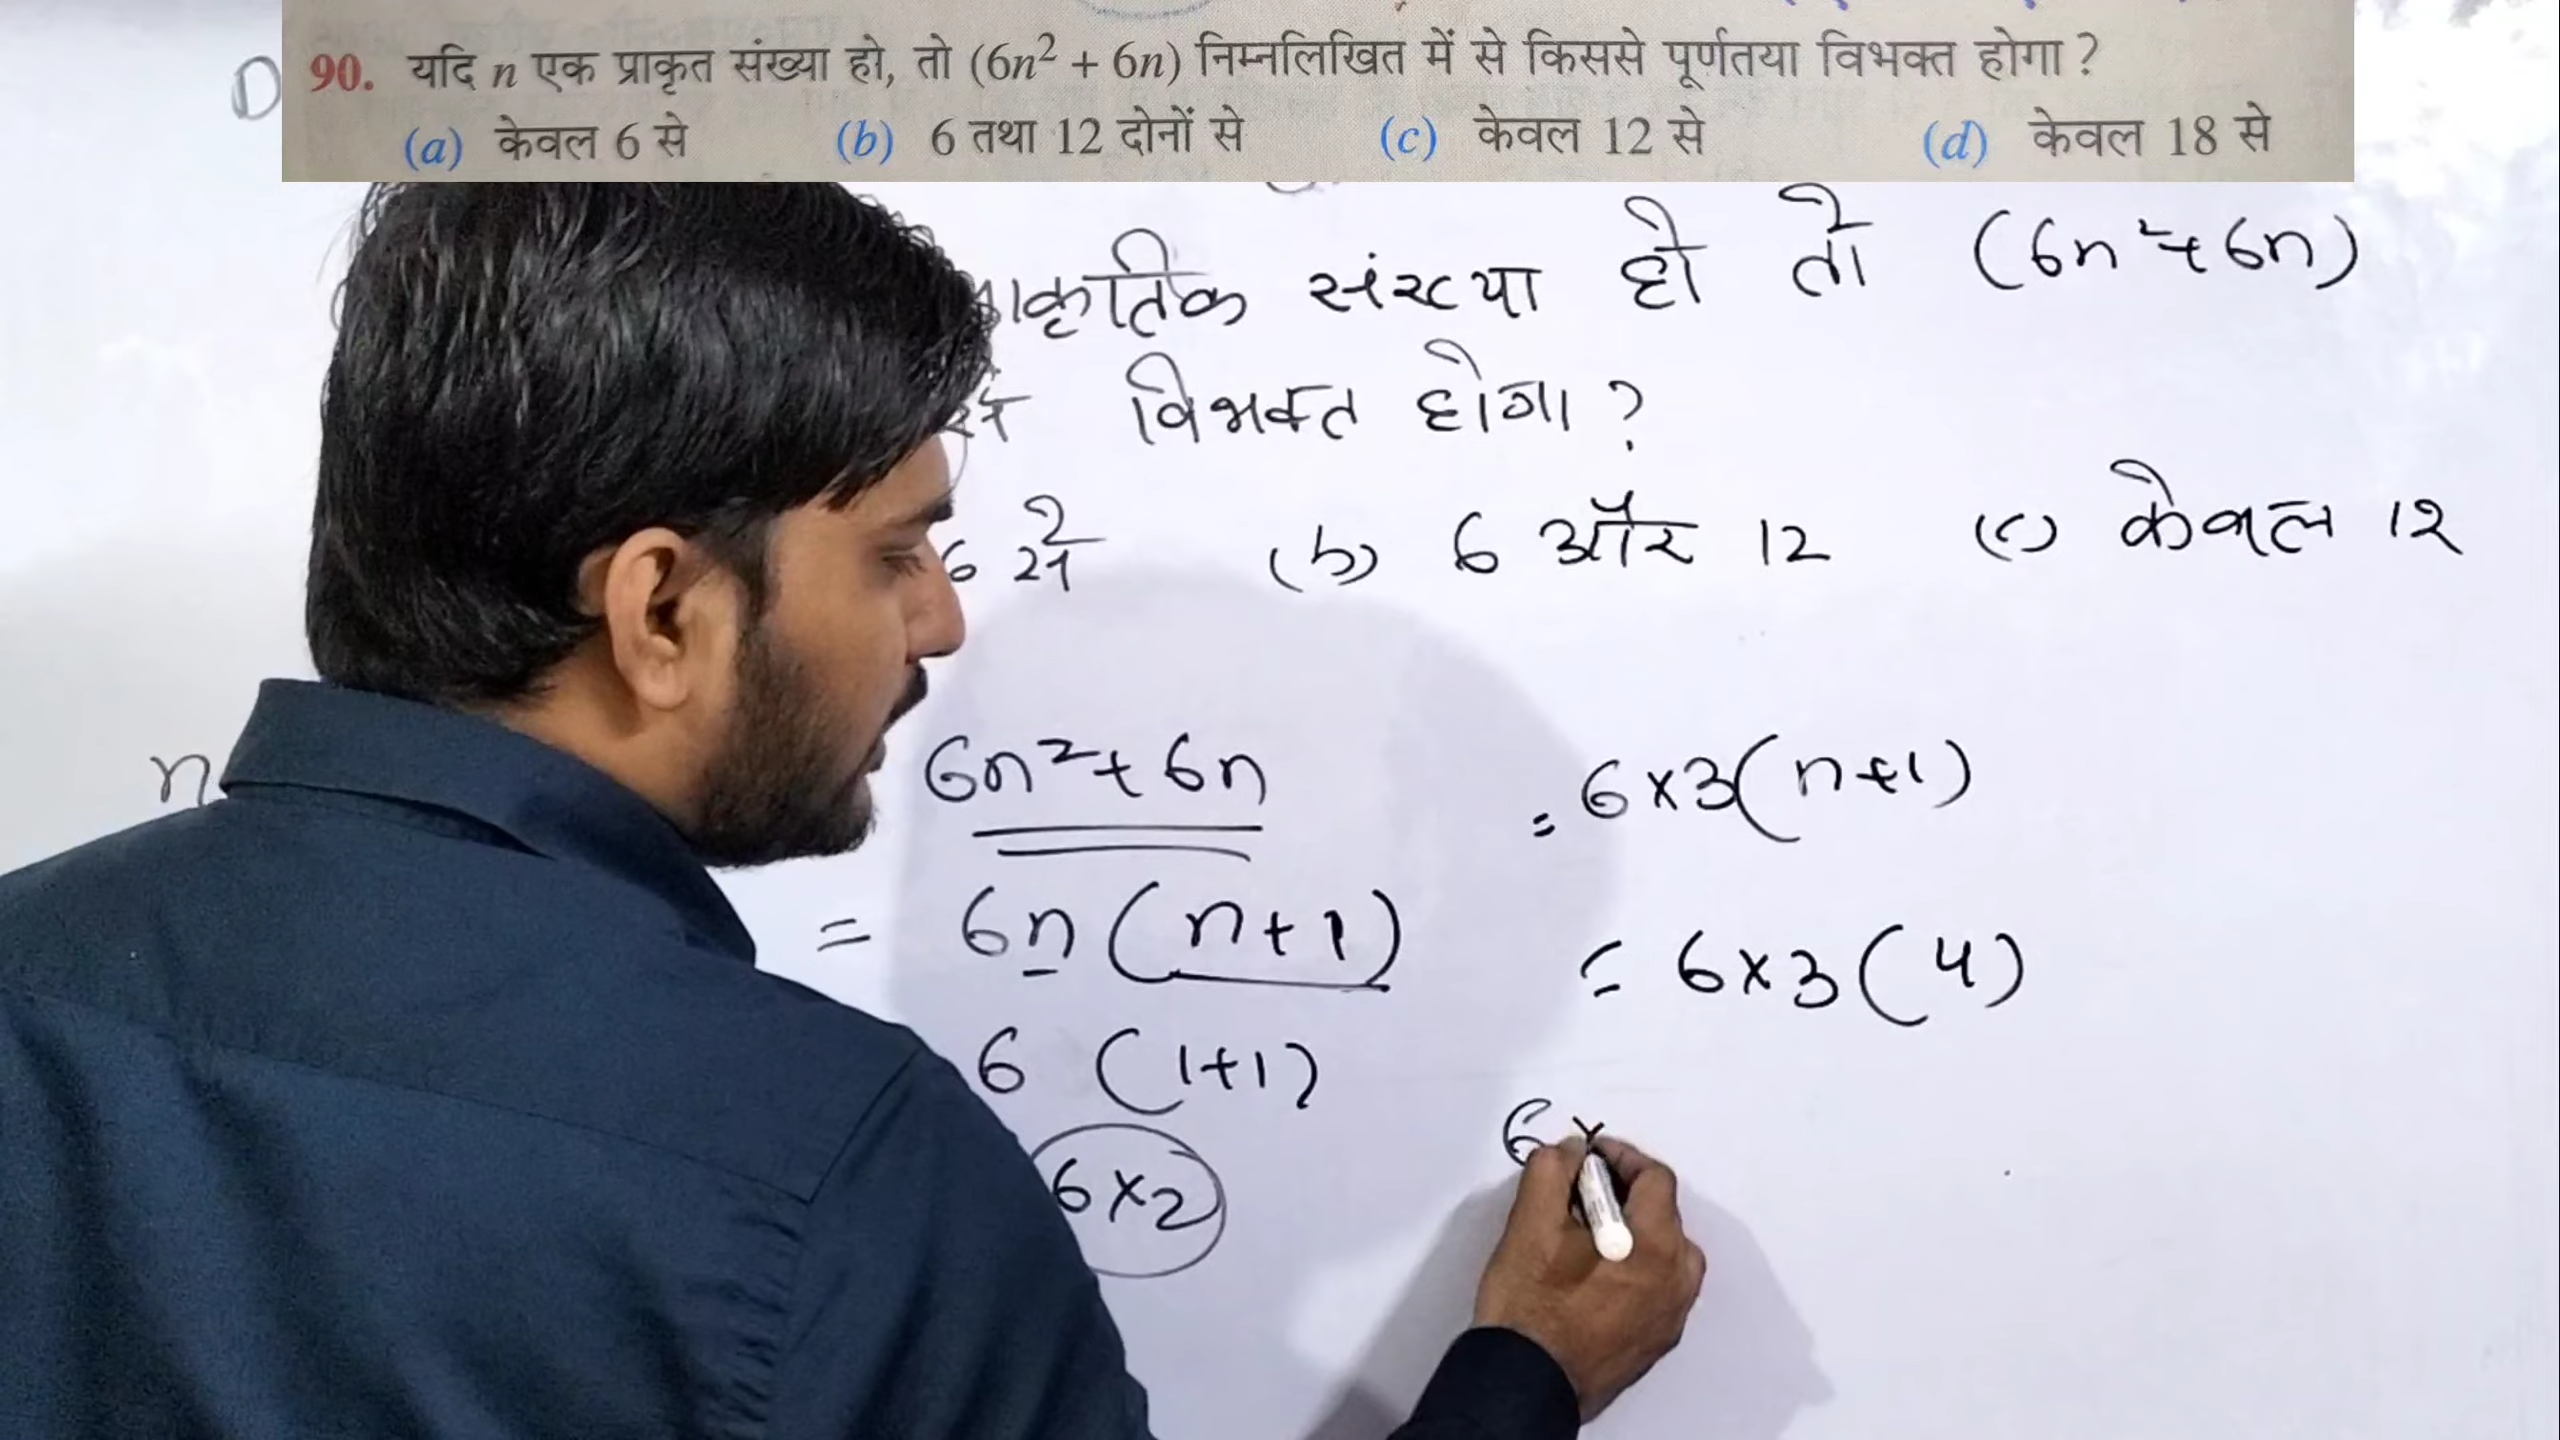 90. यदि n एक प्राकृत संख्या हो, तो (6n² + 6n) निम्नलिखित में से किससे पूर्णतया विभक्त होगा ?
(a) केवल 6 से (b) 6 तथा 12 दोनों से (c) केवल 12 से (d) केवल 18 से
संख्या हो तो (6n²+6n)
विभक्त होगा ?
6 से (b) 6 और 12 (c) केवल 12
n
6n²+6n
= 6n(n+1)
6 (1+1)
6×2
= 6×3(n+1)
= 6×3(4)
6×